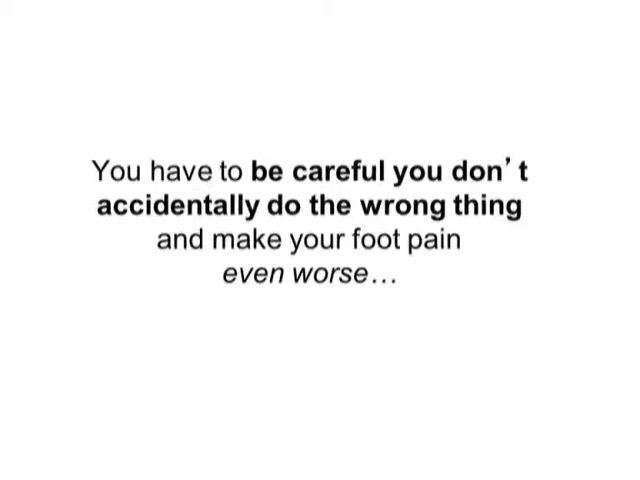 You have to be careful you don’t
accidentally do the wrong thing
and make your foot pain
even worse…